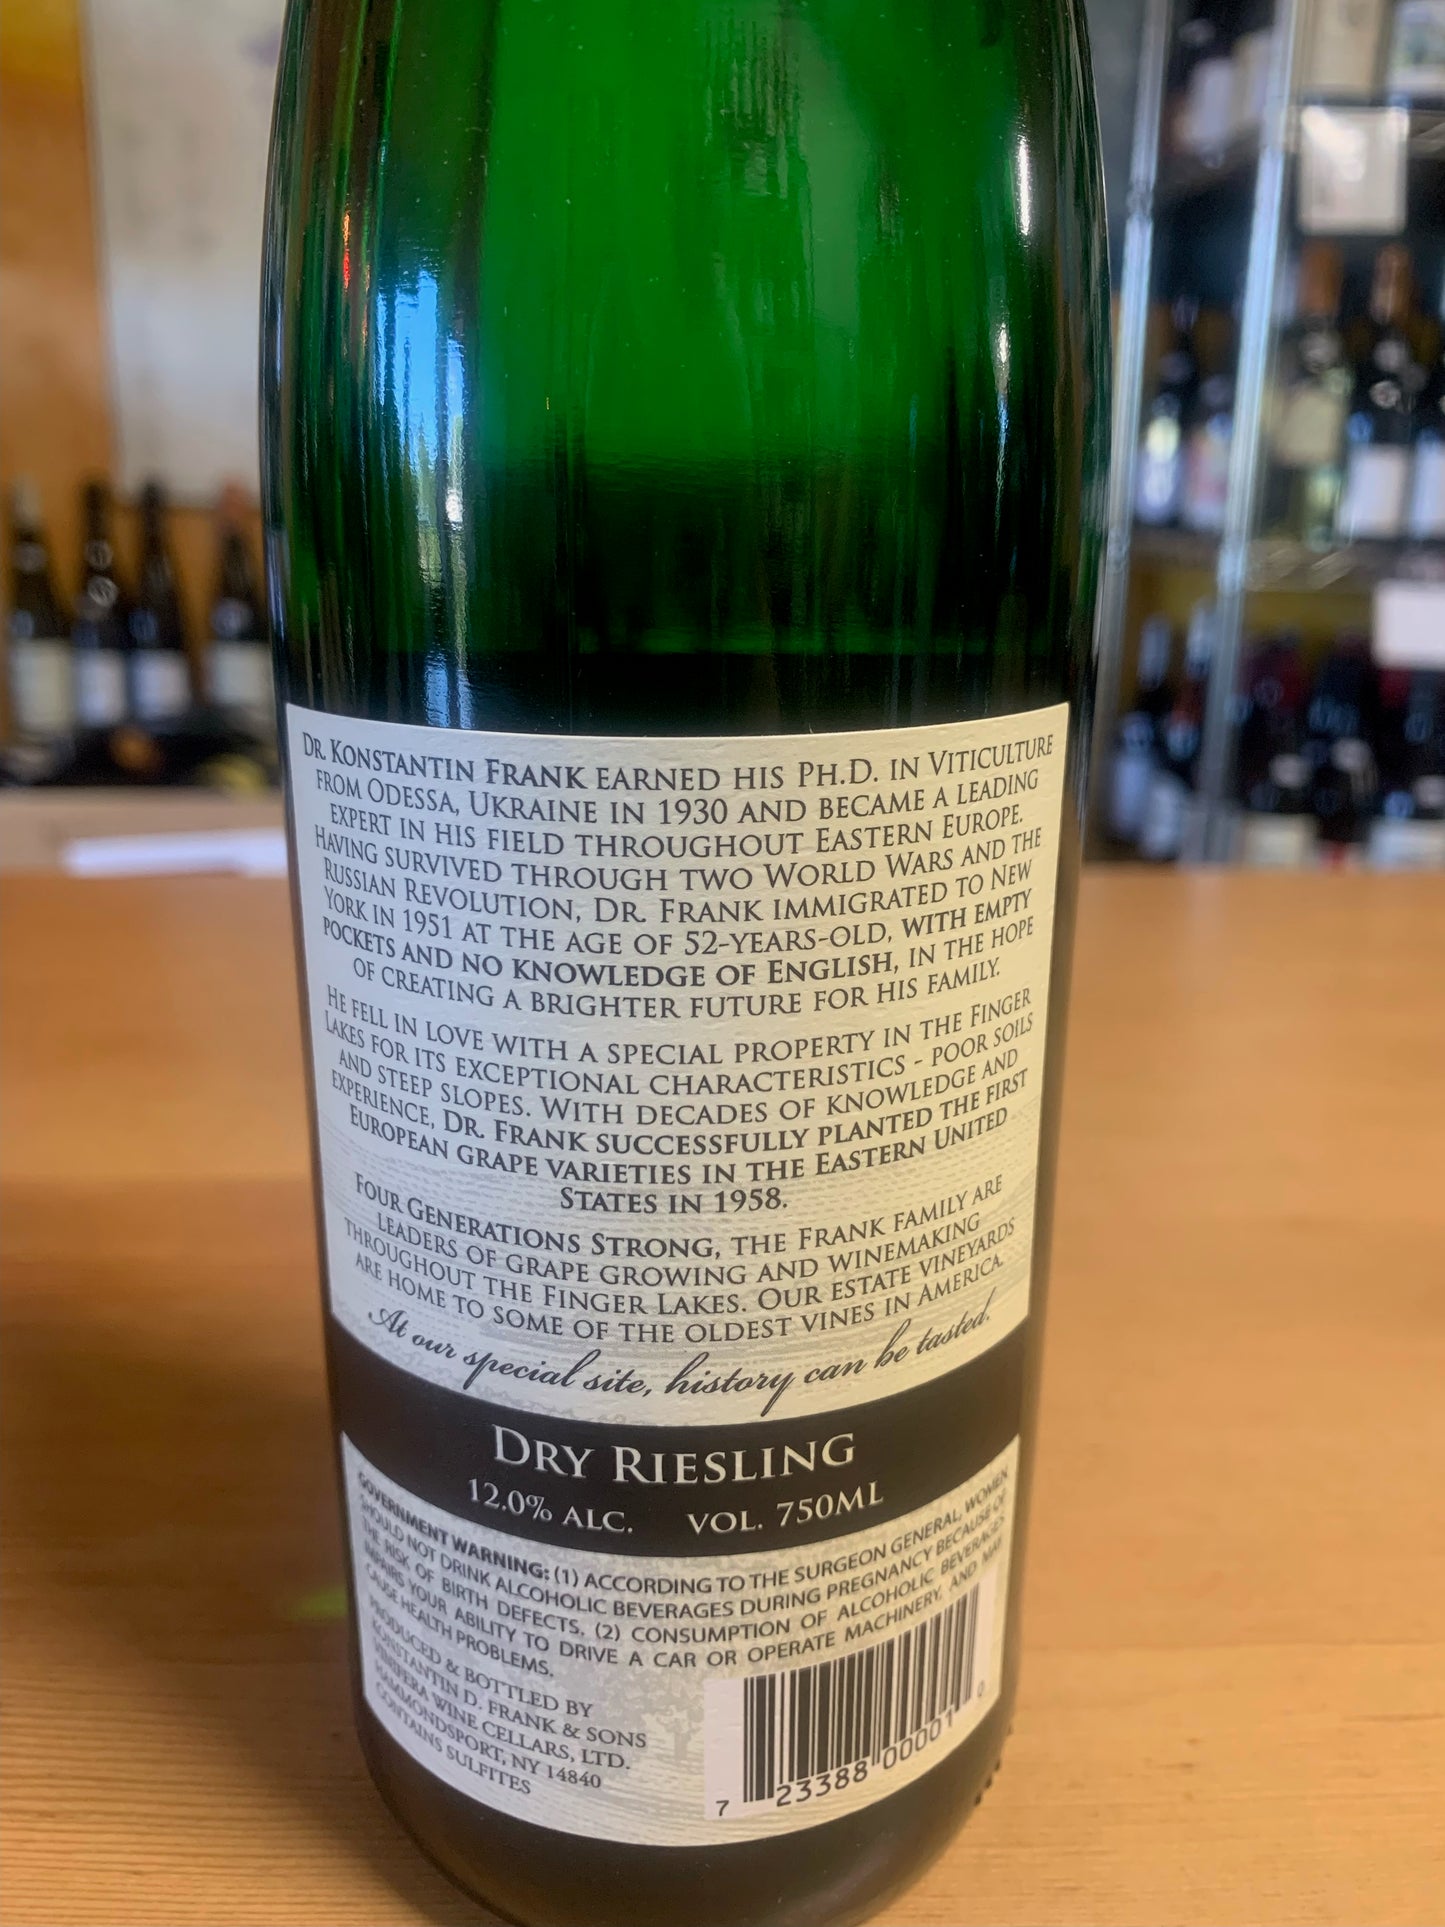 Dr. Konstantin Frank earned his Ph.D. in Viticulture
from Odessa, Ukraine in 1930 and became a leading
expert in his field throughout Eastern Europe.
Having survived through two World Wars and the
Russian Revolution, Dr. Frank immigrated to New
York in 1951 at the age of 52-years-old, with empty
pockets and no knowledge of English, in the hope
of creating a brighter future for his family.
He fell in love with a special property in the Finger
Lakes for its exceptional characteristics - poor soils
and steep slopes. With decades of knowledge and
experience, Dr. Frank successfully planted the first
European grape varieties in the Eastern United
States in 1958.
Four Generations Strong, the Frank family are
leaders of grape growing and winemaking
throughout the Finger Lakes. Our estate vineyards
are home to some of the oldest vines in America.
At our special site, history can be tasted.
Dry Riesling
12.0% ALC. VOL. 750ML
GOVERNMENT WARNING: (1) ACCORDING TO THE SURGEON GENERAL, WOMEN
SHOULD NOT DRINK ALCOHOLIC BEVERAGES DURING PREGNANCY BECAUSE OF
THE RISK OF BIRTH DEFECTS. (2) CONSUMPTION OF ALCOHOLIC BEVERAGES
IMPAIRS YOUR ABILITY TO DRIVE A CAR OR OPERATE MACHINERY, AND MAY
CAUSE HEALTH PROBLEMS.
PRODUCED & BOTTLED BY
KONSTANTIN D. FRANK & SONS
VINIFERA WINE CELLARS, LTD.
HAMMONDSPORT, NY 14840
CONTAINS SULFITES
7 23388 00001 0